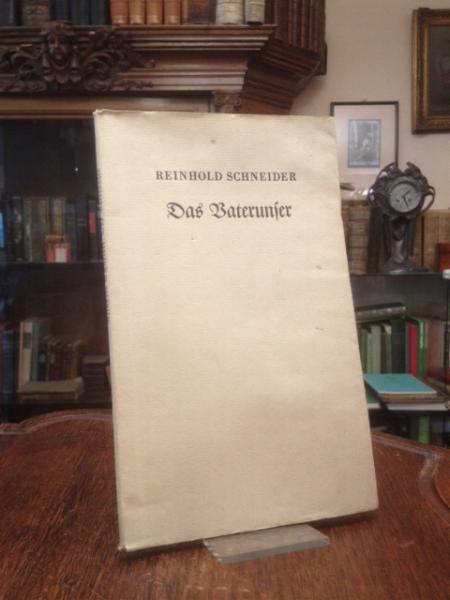 REINHOLD SCHNEIDER
Das Vaterunſer